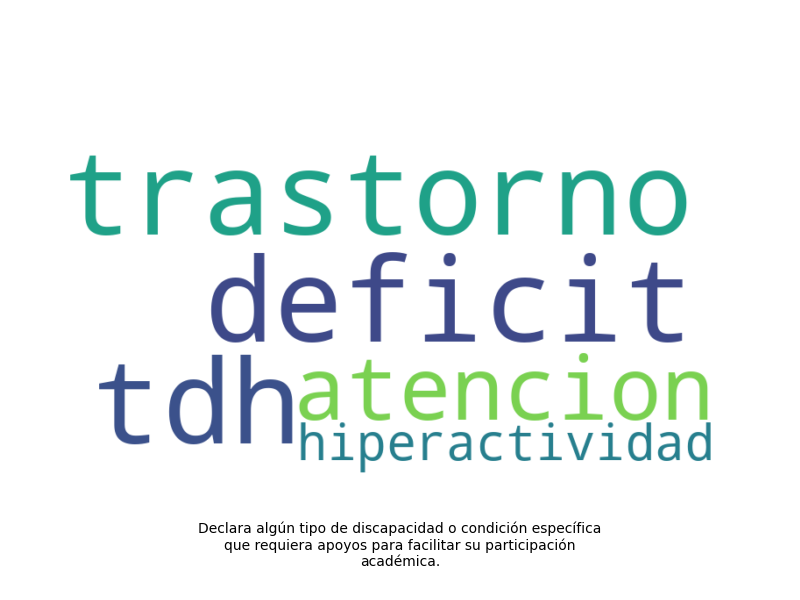 trastorno
deficit
tdh atencion
hiperactividad
Declara algún tipo de discapacidad o condición específica
que requiera apoyos para facilitar su participación
académica.